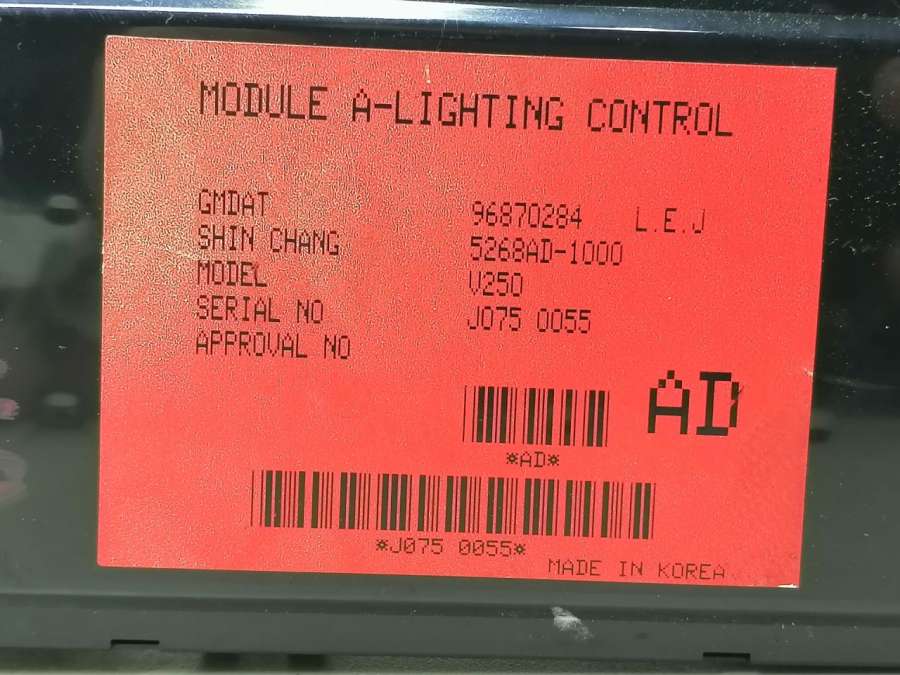 MODULE A-LIGHTING CONTROL
GMDAT 96870284 L.E.J
SHIN CHANG 5268AD-1000
MODEL V250
SERIAL NO J075 0055
APPROVAL NO
AD
*AD*
*J075 0055*
MADE IN KOREA